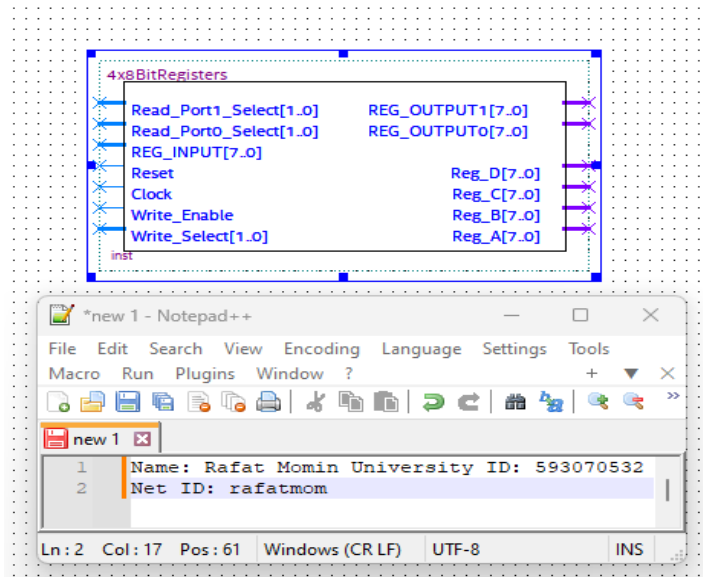 4x8BitRegisters
Read_Port1_Select[1..0] REG_OUTPUT1[7..0]
Read_Port0_Select[1..0] REG_OUTPUT0[7..0]
REG_INPUT[7..0]
Reset Reg_D[7..0]
Clock Reg_C[7..0]
Write_Enable Reg_B[7..0]
Write_Select[1..0] Reg_A[7..0]
inst
*new 1 - Notepad++
File Edit Search View Encoding Language Settings Tools
Macro Run Plugins Window ?
new 1
1 Name: Rafat Momin University ID: 593070532
2 Net ID: rafatmom
Ln : 2 Col : 17 Pos : 61 Windows (CR LF) UTF-8 INS